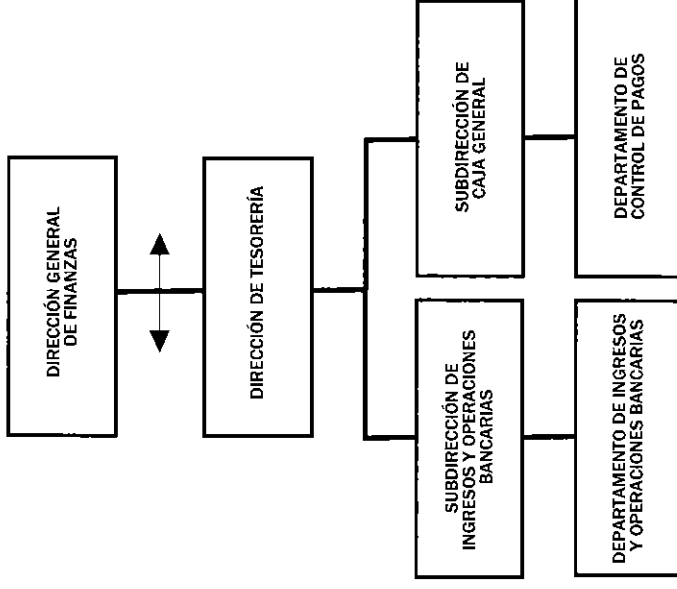 DIRECCIÓN GENERAL
DE FINANZAS
DIRECCIÓN DE TESORERÍA
SUBDIRECCIÓN DE
INGRESOS Y OPERACIONES
BANCARIAS
SUBDIRECCIÓN DE
CAJA GENERAL
DEPARTAMENTO DE INGRESOS
Y OPERACIONES BANCARIAS
DEPARTAMENTO DE
CONTROL DE PAGOS